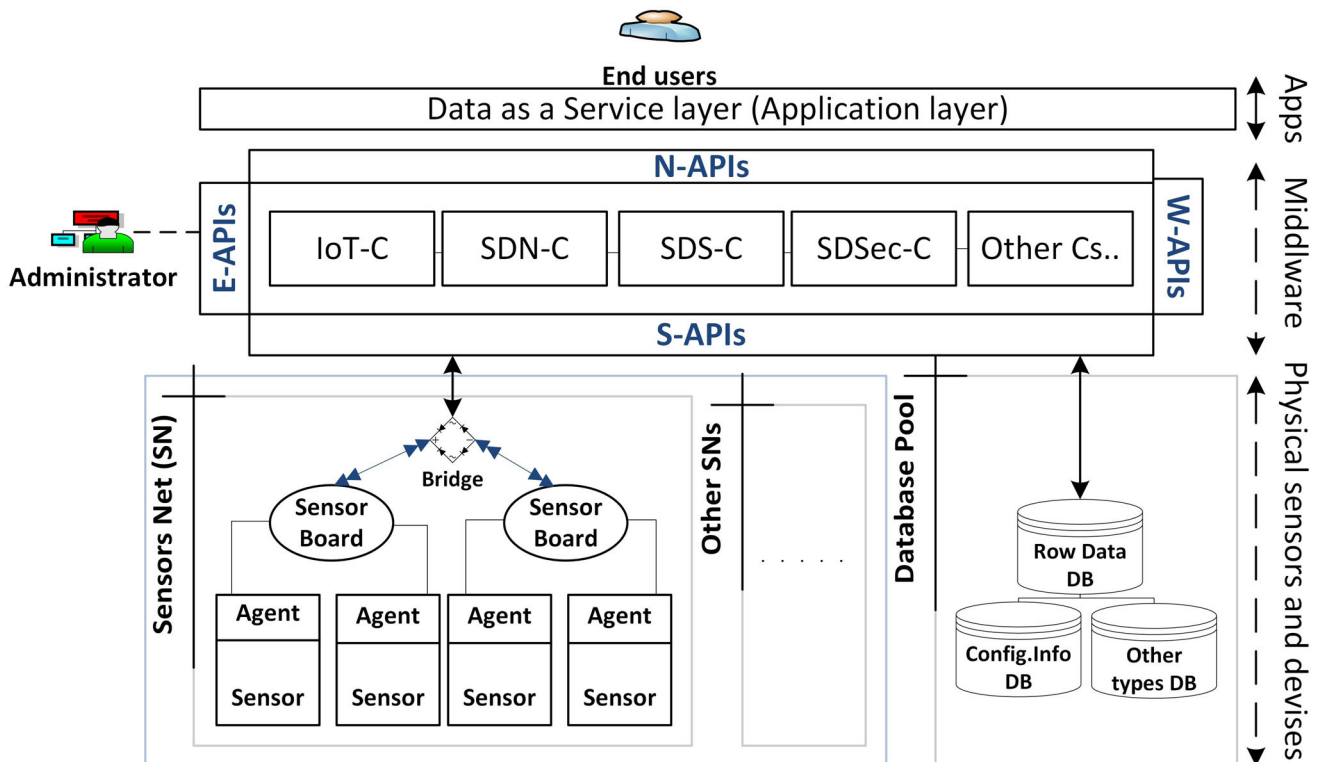 End users
Data as a Service layer (Application layer)
Apps
N-APIs
Administrator
E-APIs
IoT-C
SDN-C
SDS-C
SDSec-C
Other Cs..
W-APIs
Middlware
S-APIs
Sensors Net (SN)
Bridge
Sensor
Board
Sensor
Board
Agent
Agent
Agent
Agent
Sensor
Sensor
Sensor
Sensor
Other SNs
. . . . .
Database Pool
Row Data
DB
Config.Info
DB
Other
types DB
Physical sensors and devises